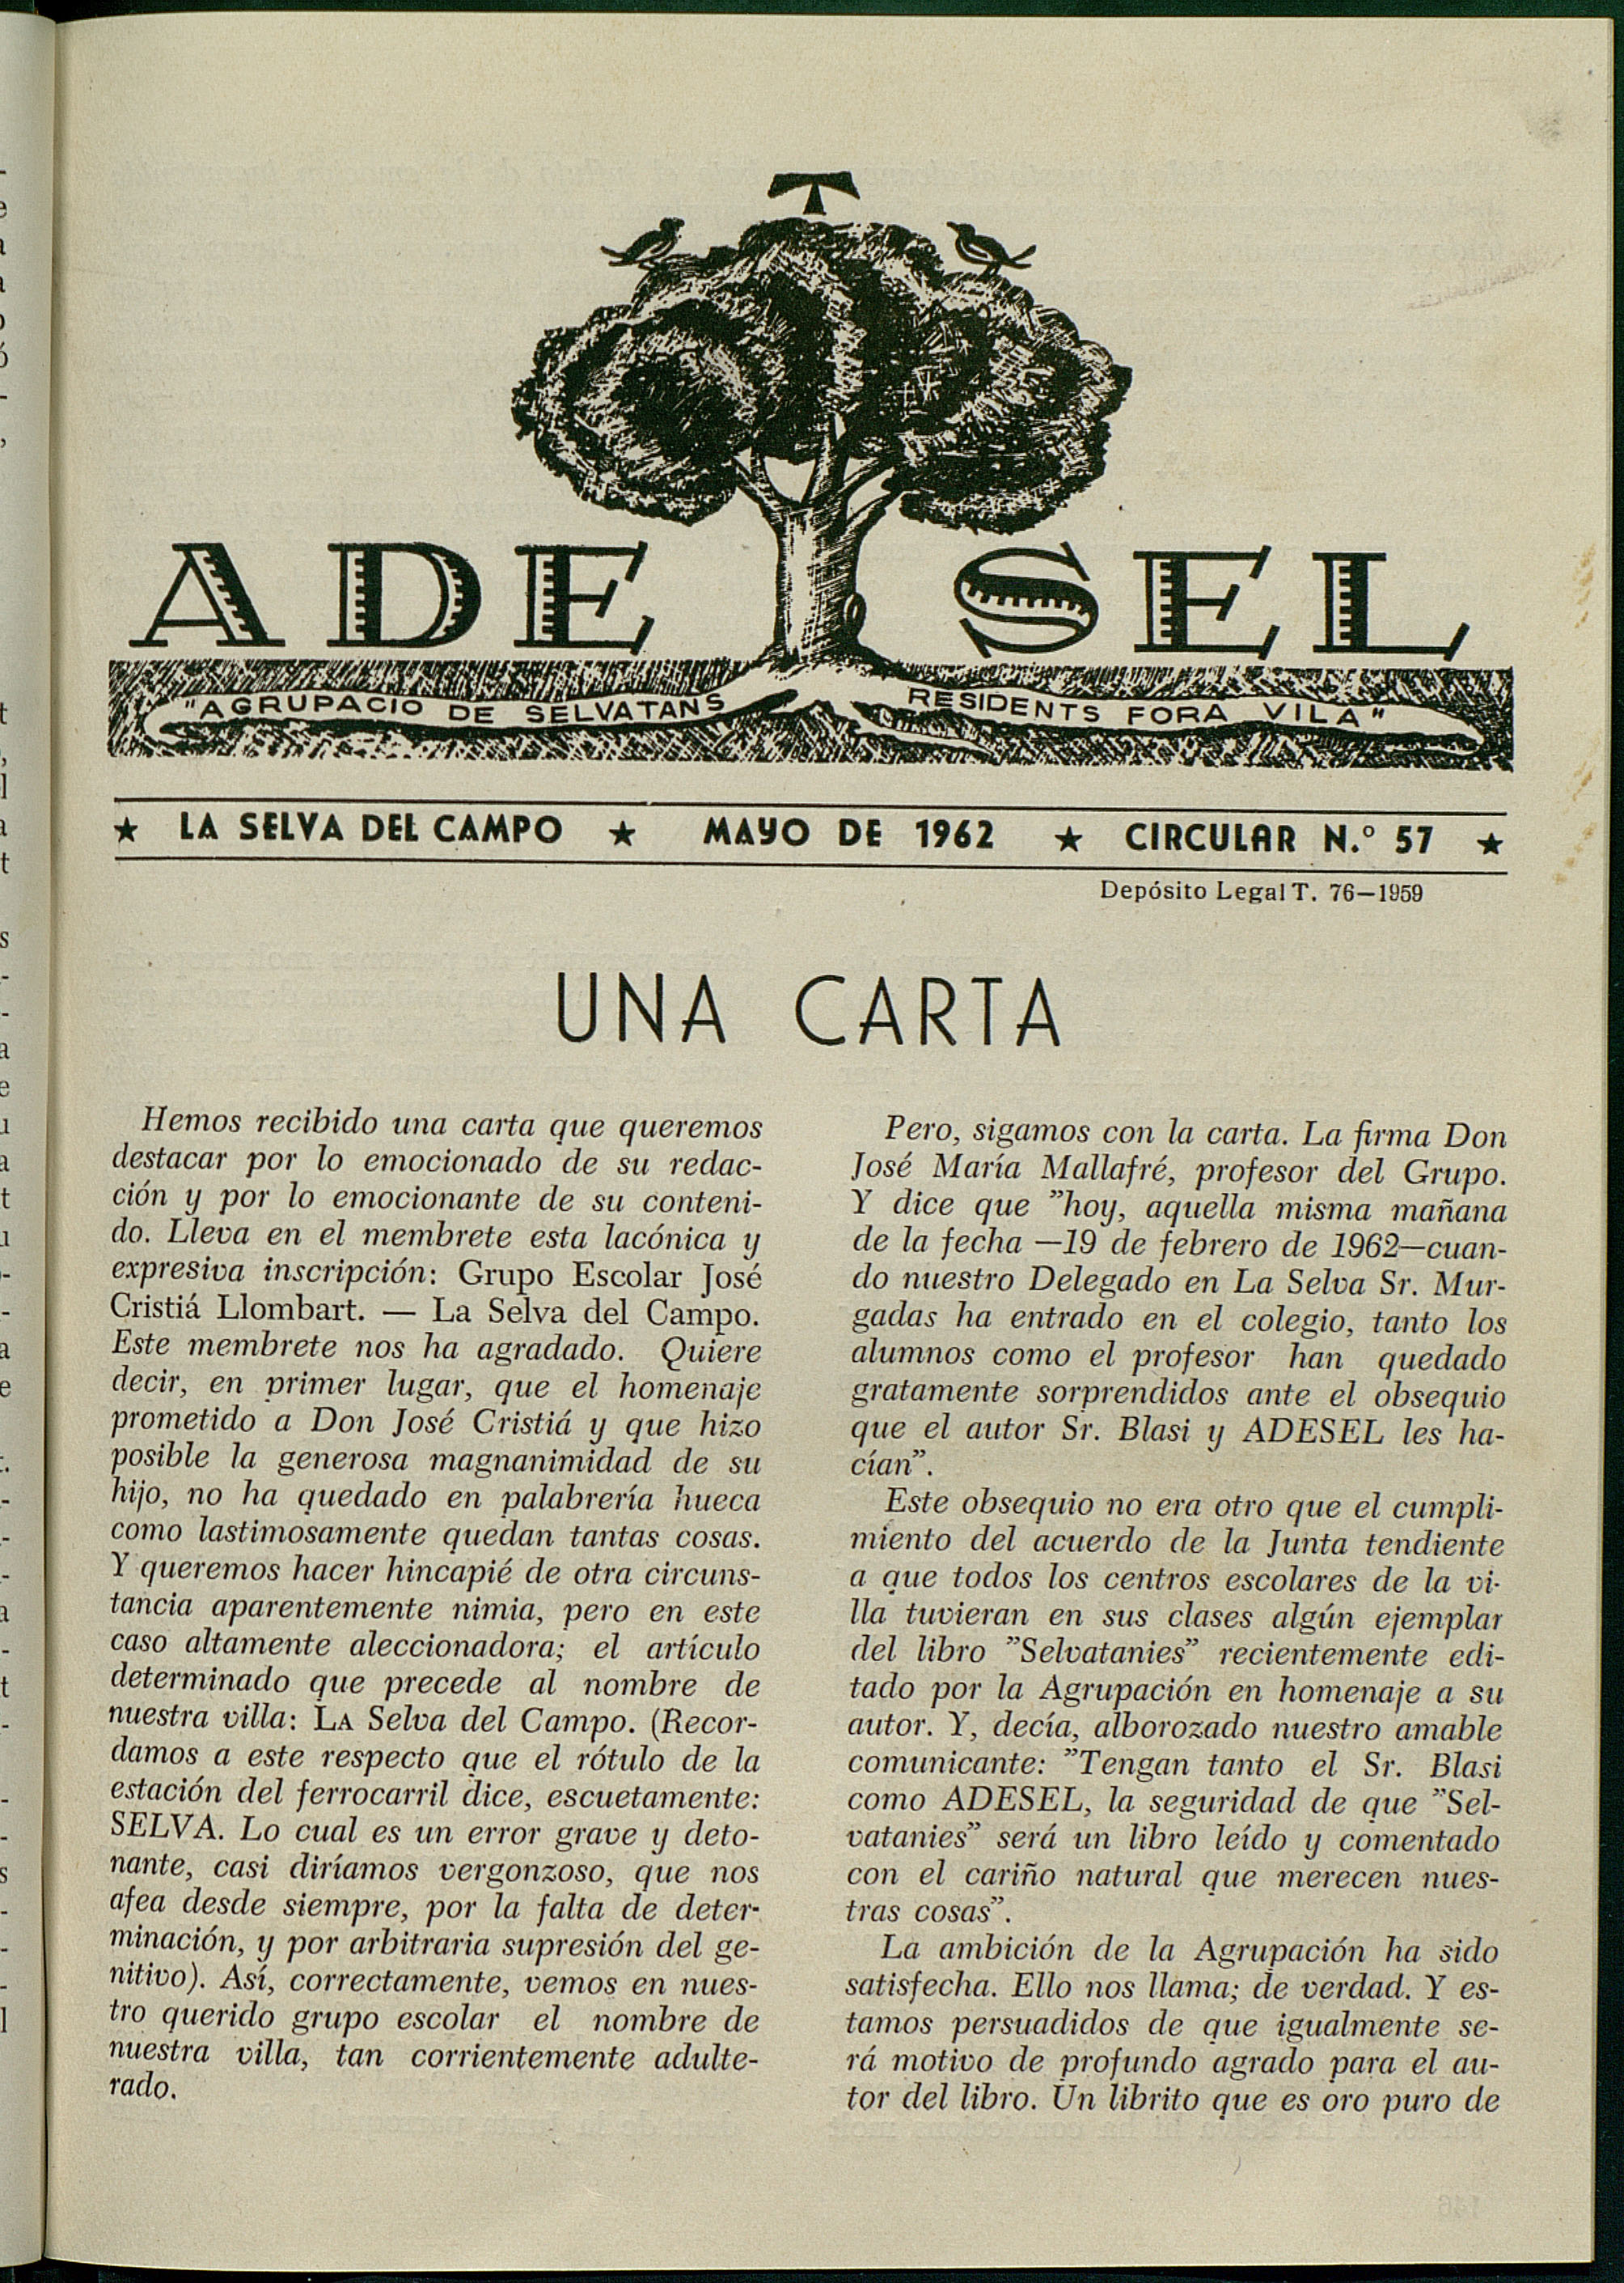 ADE SEL
"AGRUPACIO DE SELVATANS RESIDENTS FORA VILA"
★ LA SELVA DEL CAMPO ★ MAYO DE 1962 ★ CIRCULAR N.º 57 ★
Depósito Legal T. 76—1959
UNA CARTA
Hemos recibido una carta que queremos
destacar por lo emocionado de su redac-
ción y por lo emocionante de su conteni-
do. Lleva en el membrete esta lacónica y
expresiva inscripción: Grupo Escolar José
Cristiá Llombart. — La Selva del Campo.
Este membrete nos ha agradado. Quiere
decir, en primer lugar, que el homenaje
prometido a Don José Cristiá y que hizo
posible la generosa magnanimidad de su
hijo, no ha quedado en palabrería hueca
como lastimosamente quedan tantas cosas.
Y queremos hacer hincapié de otra circuns-
tancia aparentemente nimia, pero en este
caso altamente aleccionadora; el artículo
determinado que precede al nombre de
nuestra villa: LA Selva del Campo. (Recor-
damos a este respecto que el rótulo de la
estación del ferrocarril dice, escuetamente:
SELVA. Lo cual es un error grave y deto-
nante, casi diríamos vergonzoso, que nos
afea desde siempre, por la falta de deter-
minación, y por arbitraria supresión del ge-
nitivo). Así, correctamente, vemos en nues-
tro querido grupo escolar el nombre de
nuestra villa, tan corrientemente adulte-
rado.
Pero, sigamos con la carta. La firma Don
José María Mallafré, profesor del Grupo.
Y dice que "hoy, aquella misma mañana
de la fecha —19 de febrero de 1962—cuan-
do nuestro Delegado en La Selva Sr. Mur-
gadas ha entrado en el colegio, tanto los
alumnos como el profesor han quedado
gratamente sorprendidos ante el obsequio
que el autor Sr. Blasi y ADESEL les ha-
cían".
Este obsequio no era otro que el cumpli-
miento del acuerdo de la Junta tendiente
a que todos los centros escolares de la vi-
lla tuvieran en sus clases algún ejemplar
del libro "Selvatanies" recientemente edi-
tado por la Agrupación en homenaje a su
autor. Y, decía, alborozado nuestro amable
comunicante: "Tengan tanto el Sr. Blasi
como ADESEL, la seguridad de que "Sel-
vatanies" será un libro leído y comentado
con el cariño natural que merecen nues-
tras cosas".
La ambición de la Agrupación ha sido
satisfecha. Ello nos llama; de verdad. Y es-
tamos persuadidos de que igualmente se-
rá motivo de profundo agrado para el au-
tor del libro. Un librito que es oro puro de